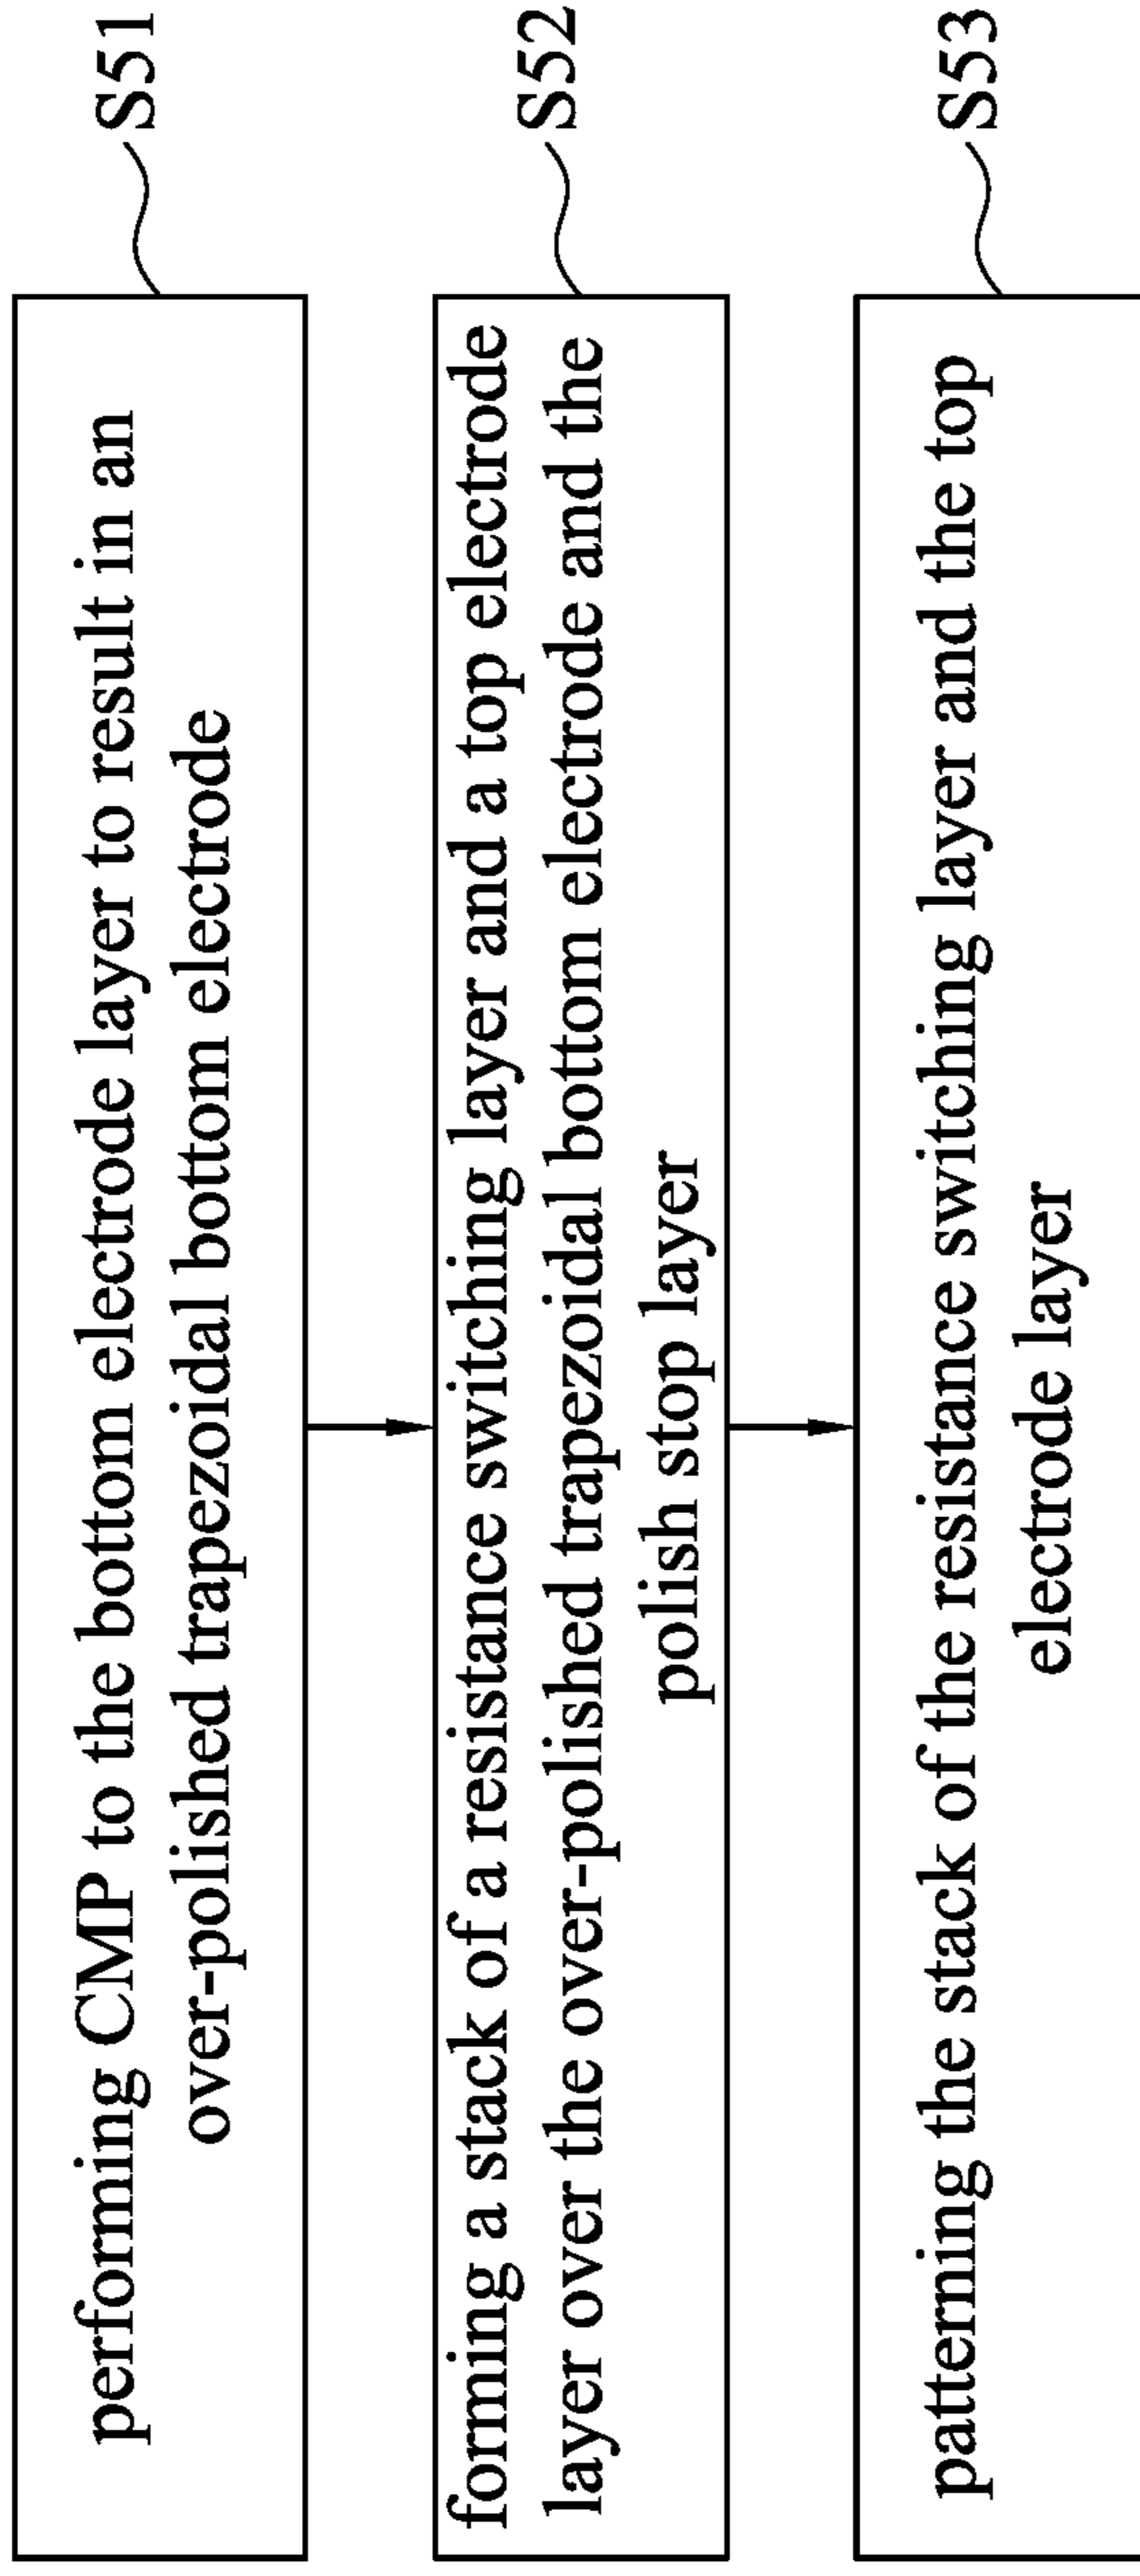 performing CMP to the bottom electrode layer to result in an
over-polished trapezoidal bottom electrode
S51
forming a stack of a resistance switching layer and a top electrode
layer over the over-polished trapezoidal bottom electrode and the
polish stop layer
S52
patterning the stack of the resistance switching layer and the top
electrode layer
S53